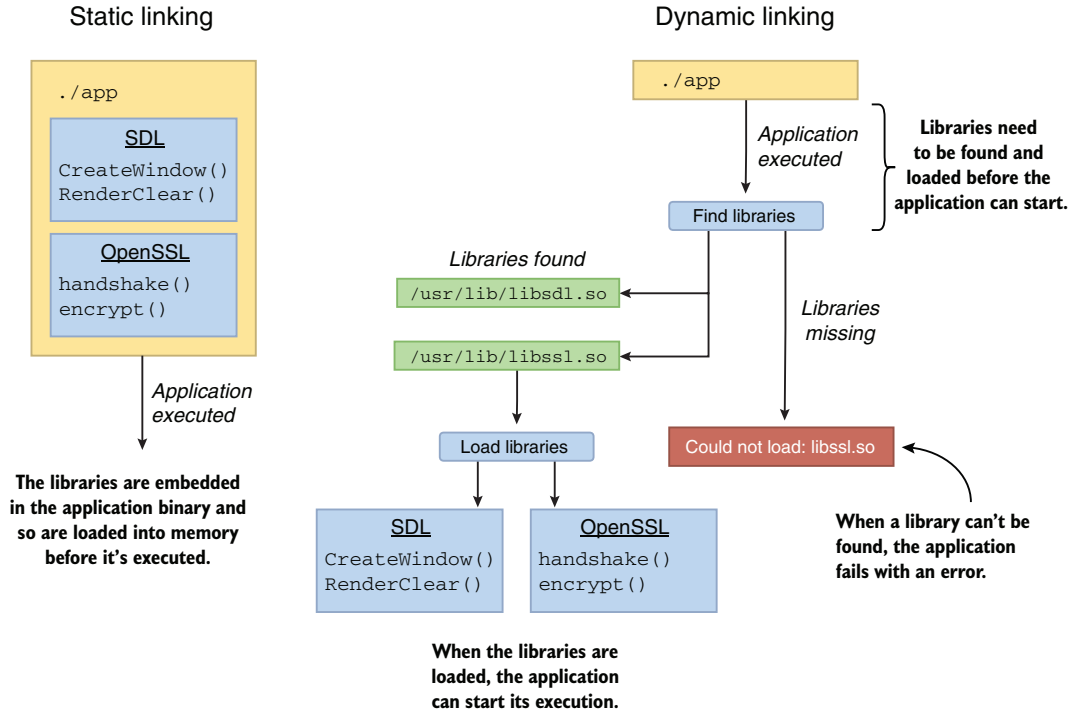 Static linking
./app
SDL
CreateWindow()
RenderClear()
OpenSSL
handshake()
encrypt()
Application
executed
The libraries are embedded
in the application binary and
so are loaded into memory
before it's executed.
Dynamic linking
./app
Application
executed
Libraries need
to be found and
loaded before the
application can start.
Find libraries
Libraries found
/usr/lib/libsdl.so
/usr/lib/libssl.so
Libraries
missing
Load libraries
Could not load: libssl.so
SDL
CreateWindow()
RenderClear()
OpenSSL
handshake()
encrypt()
When a library can't be
found, the application
fails with an error.
When the libraries are
loaded, the application
can start its execution.